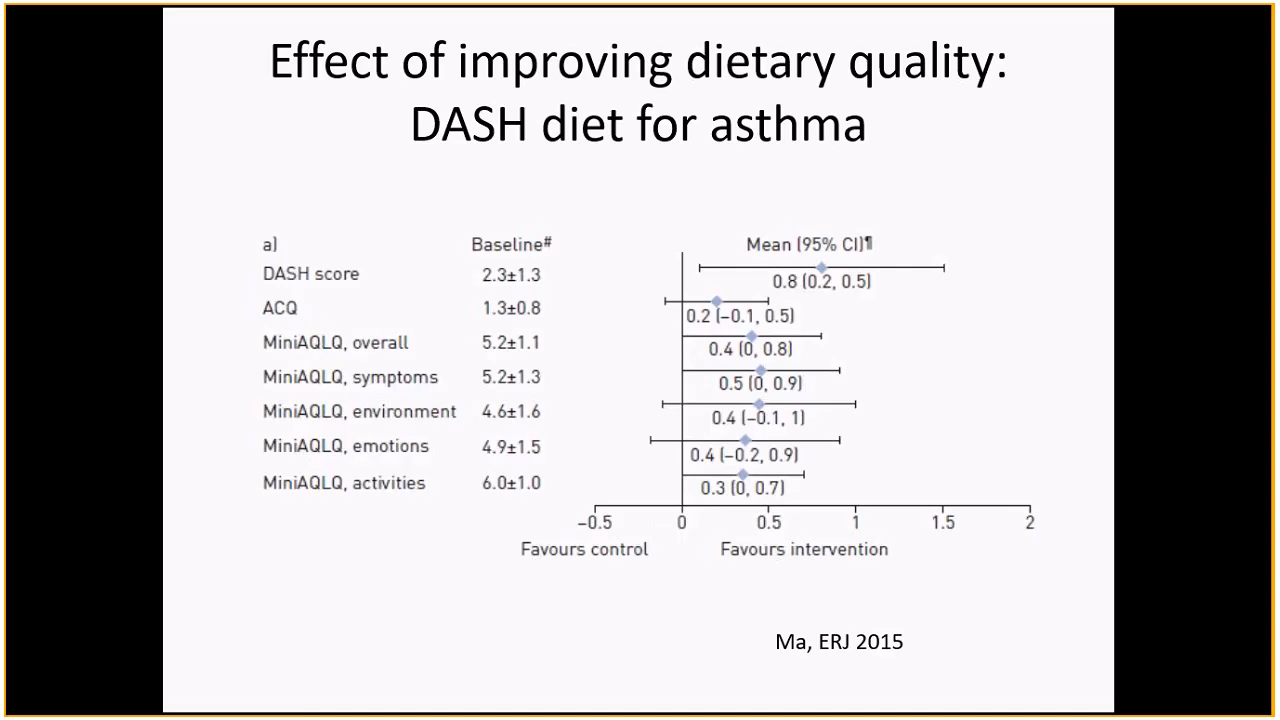 Effect of improving dietary quality:
DASH diet for asthma
a) Baseline# Mean (95% CI)¶
DASH score 2.3±1.3 0.8 (0.2, 0.5)
ACQ 1.3±0.8 0.2 (−0.1, 0.5)
MiniAQLQ, overall 5.2±1.1 0.4 (0, 0.8)
MiniAQLQ, symptoms 5.2±1.3 0.5 (0, 0.9)
MiniAQLQ, environment 4.6±1.6 0.4 (−0.1, 1)
MiniAQLQ, emotions 4.9±1.5 0.4 (−0.2, 0.9)
MiniAQLQ, activities 6.0±1.0 0.3 (0, 0.7)
−0.5 0 0.5 1 1.5 2
Favours control Favours intervention
Ma, ERJ 2015